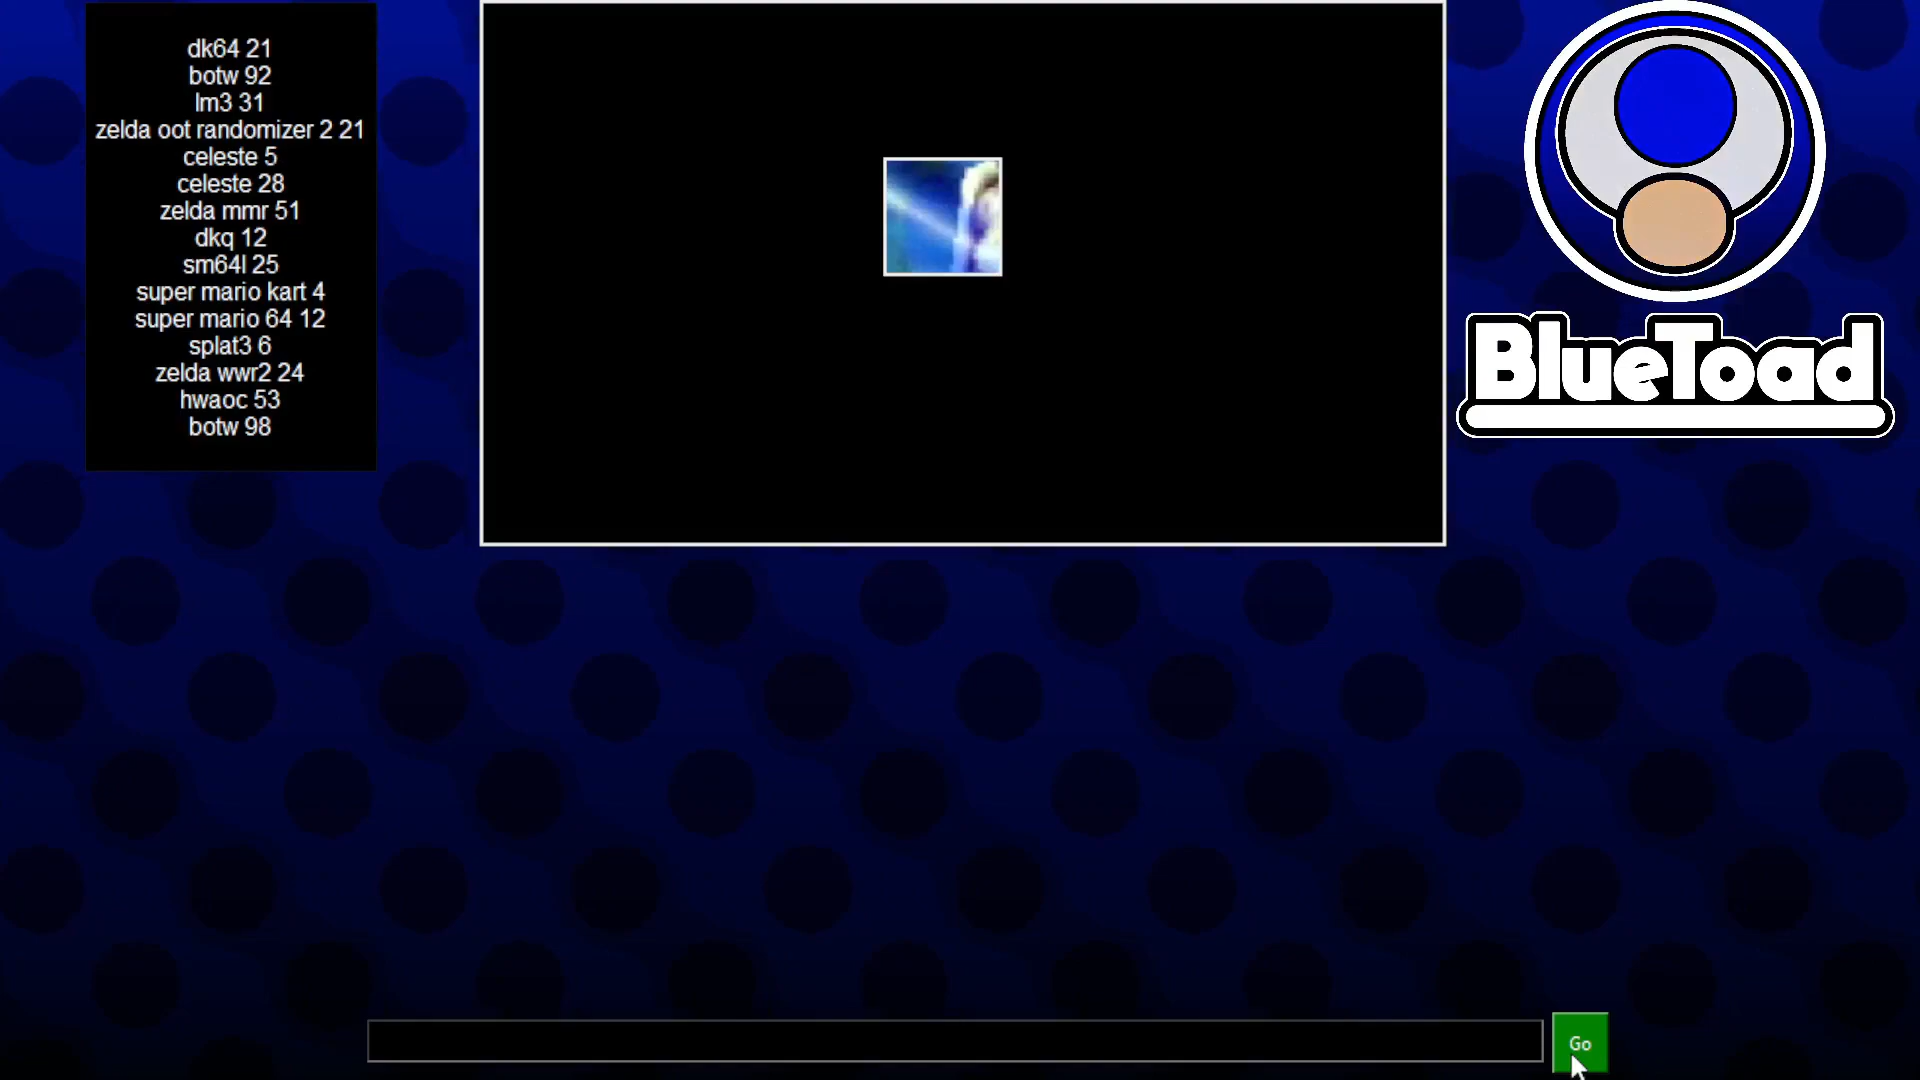 dk64 21
botw 92
lm3 31
zelda oot randomizer 2 21
celeste 5
celeste 28
zelda mmr 51
dkq 12
sm64l 25
super mario kart 4
super mario 64 12
splat3 6
zelda wwr2 24
hwaoc 53
botw 98
BlueToad
Go